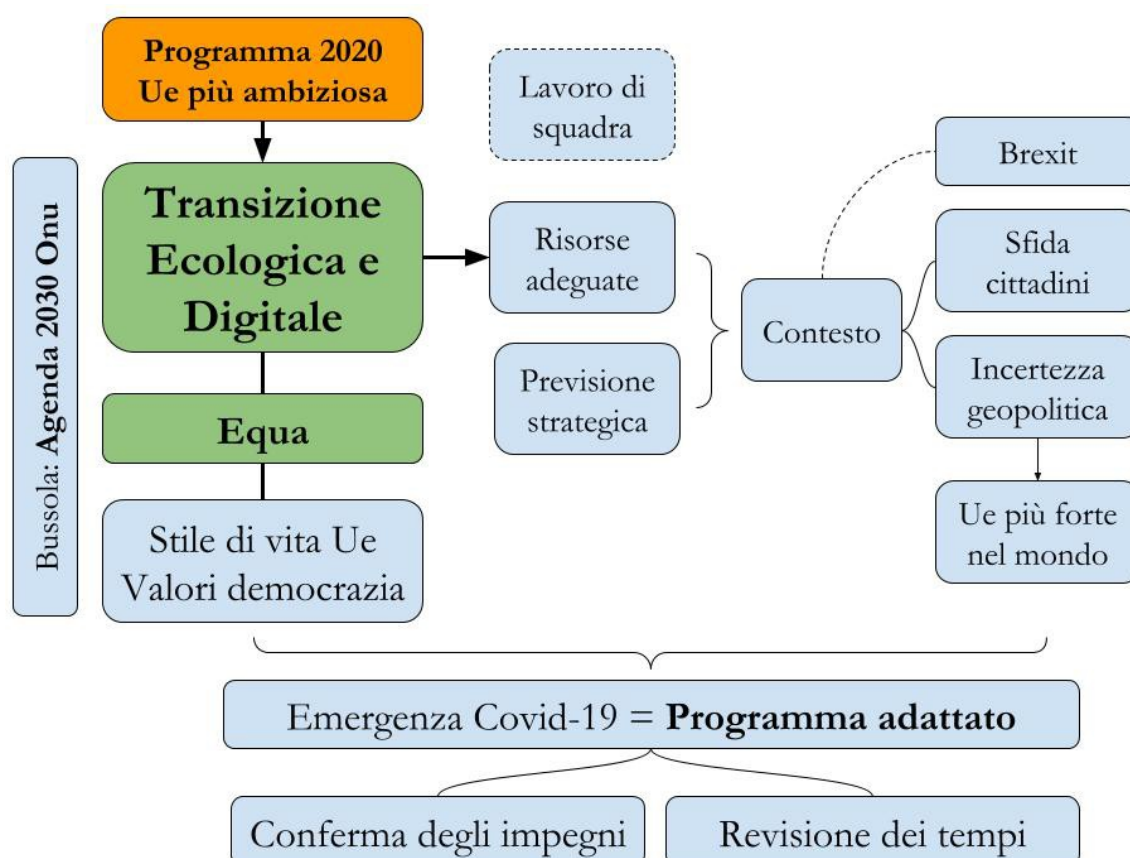 Programma 2020
Ue più ambiziosa
Bussola: Agenda 2030 Onu
Transizione
Ecologica e
Digitale
Equa
Stile di vita Ue
Valori democrazia
Lavoro di
squadra
Risorse
adeguate
Previsione
strategica
Contesto
Brexit
Sfida
cittadini
Incertezza
geopolitica
Ue più forte
nel mondo
Emergenza Covid-19 = Programma adattato
Conferma degli impegni
Revisione dei tempi